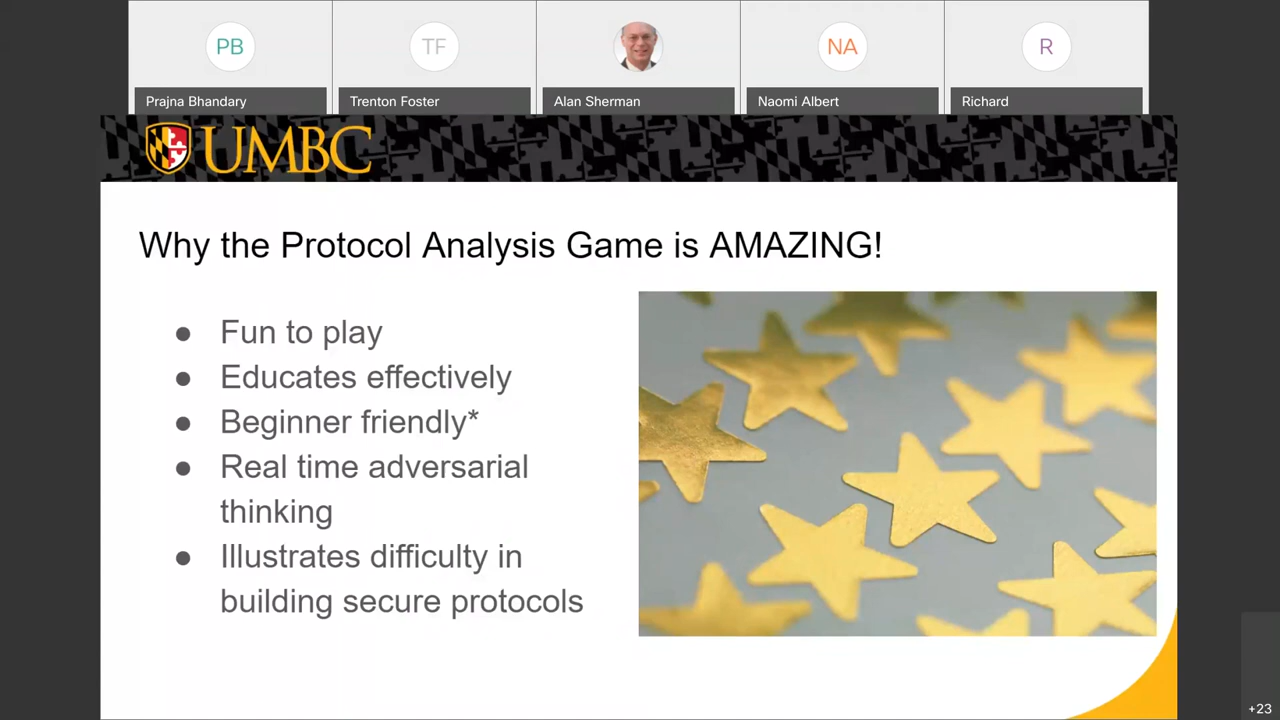 PB
TF
NA
R
Prajna Bhandary
Trenton Foster
Alan Sherman
Naomi Albert
Richard
UMBC
Why the Protocol Analysis Game is AMAZING!
● Fun to play
● Educates effectively
● Beginner friendly*
● Real time adversarial
thinking
● Illustrates difficulty in
building secure protocols
+23